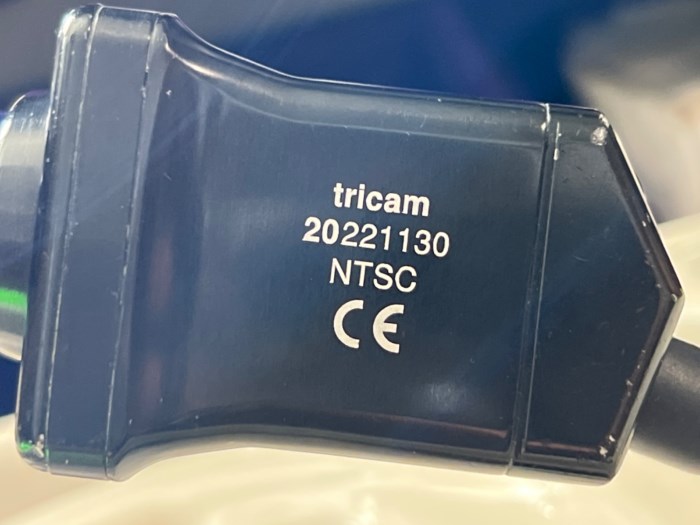 tricam
20221130
NTSC
CE